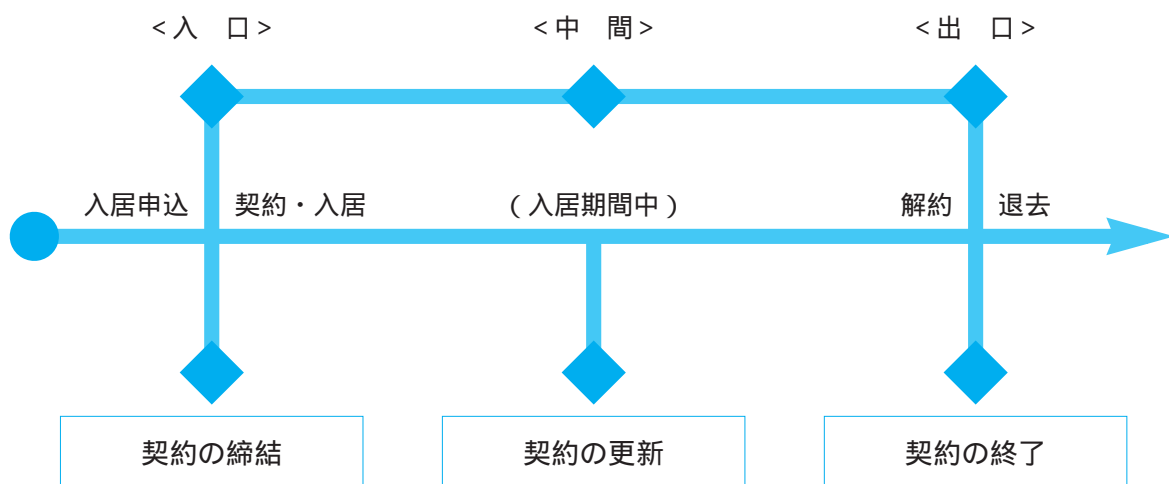 <入　口>
<中　間>
<出　口>
入居申込
契約・入居
(入居期間中)
解約
退去
契約の締結
契約の更新
契約の終了